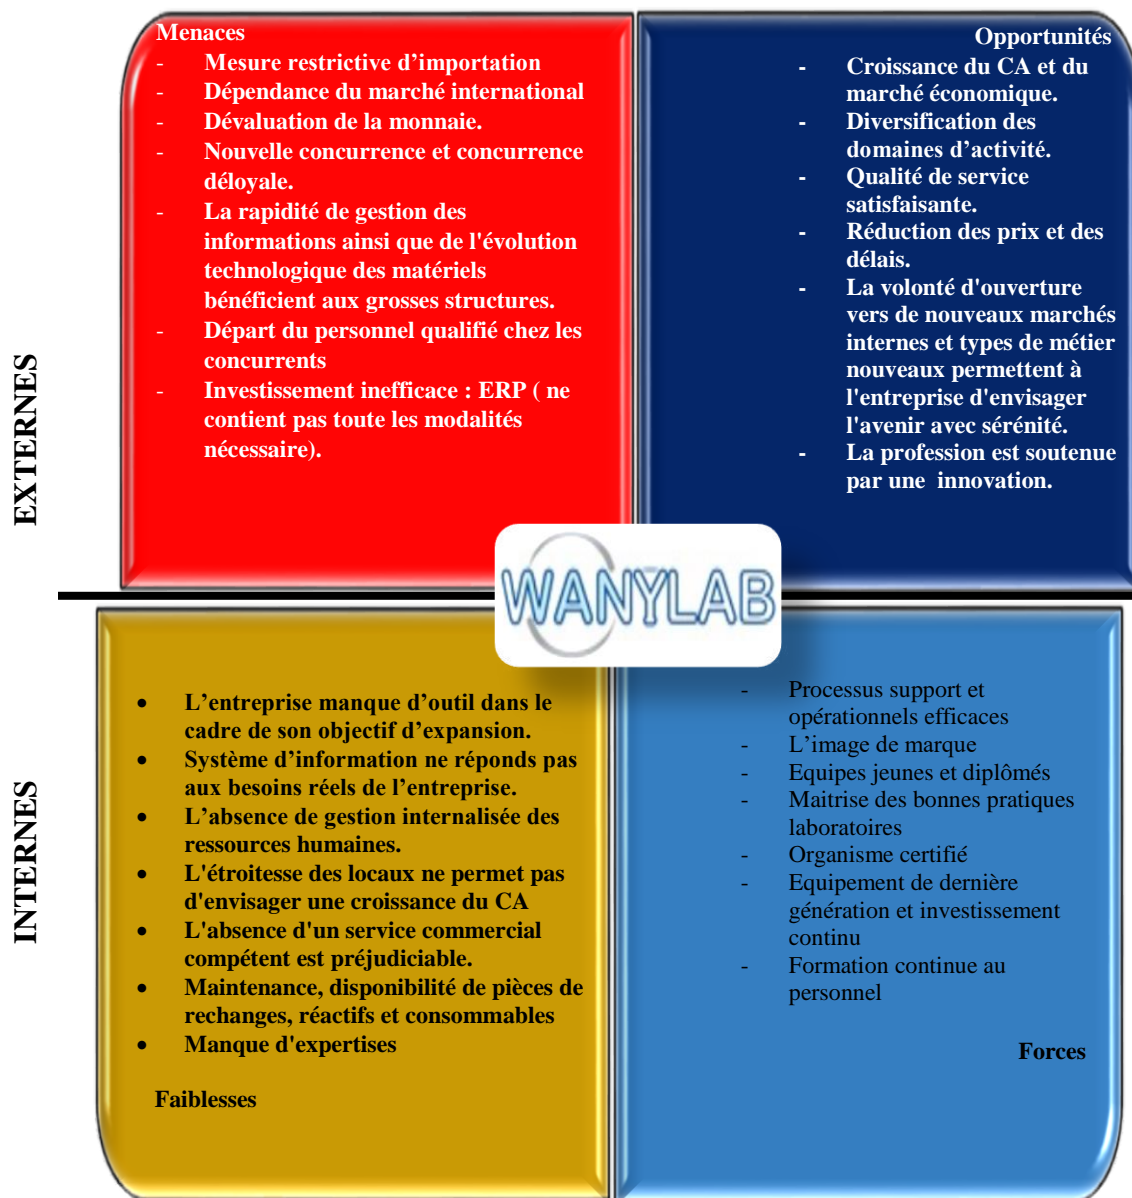 Menaces
- Mesure restrictive d’importation
- Dépendance du marché international
- Dévaluation de la monnaie.
- Nouvelle concurrence et concurrence
déloyale.
- La rapidité de gestion des
informations ainsi que de l'évolution
technologique des matériels
bénéficient aux grosses structures.
- Départ du personnel qualifié chez les
concurrents
- Investissement inefficace : ERP ( ne
contient pas toute les modalités
nécessaire).
Opportunités
- Croissance du CA et du
marché économique.
- Diversification des
domaines d’activité.
- Qualité de service
satisfaisante.
- Réduction des prix et des
délais.
- La volonté d'ouverture
vers de nouveaux marchés
internes et types de métier
nouveaux permettent à
l'entreprise d'envisager
l'avenir avec sérénité.
- La profession est soutenue
par une innovation.
EXTERNES
WANYLAB
INTERNES
• L’entreprise manque d’outil dans le
cadre de son objectif d’expansion.
• Système d’information ne réponds pas
aux besoins réels de l’entreprise.
• L’absence de gestion internalisée des
ressources humaines.
• L'étroitesse des locaux ne permet pas
d'envisager une croissance du CA
• L'absence d'un service commercial
compétent est préjudiciable.
• Maintenance, disponibilité de pièces de
rechanges, réactifs et consommables
• Manque d'expertises
Faiblesses
- Processus support et
opérationnels efficaces
- L’image de marque
- Equipes jeunes et diplômés
- Maitrise des bonnes pratiques
laboratoires
- Organisme certifié
- Equipement de dernière
génération et investissement
continu
- Formation continue au
personnel
Forces